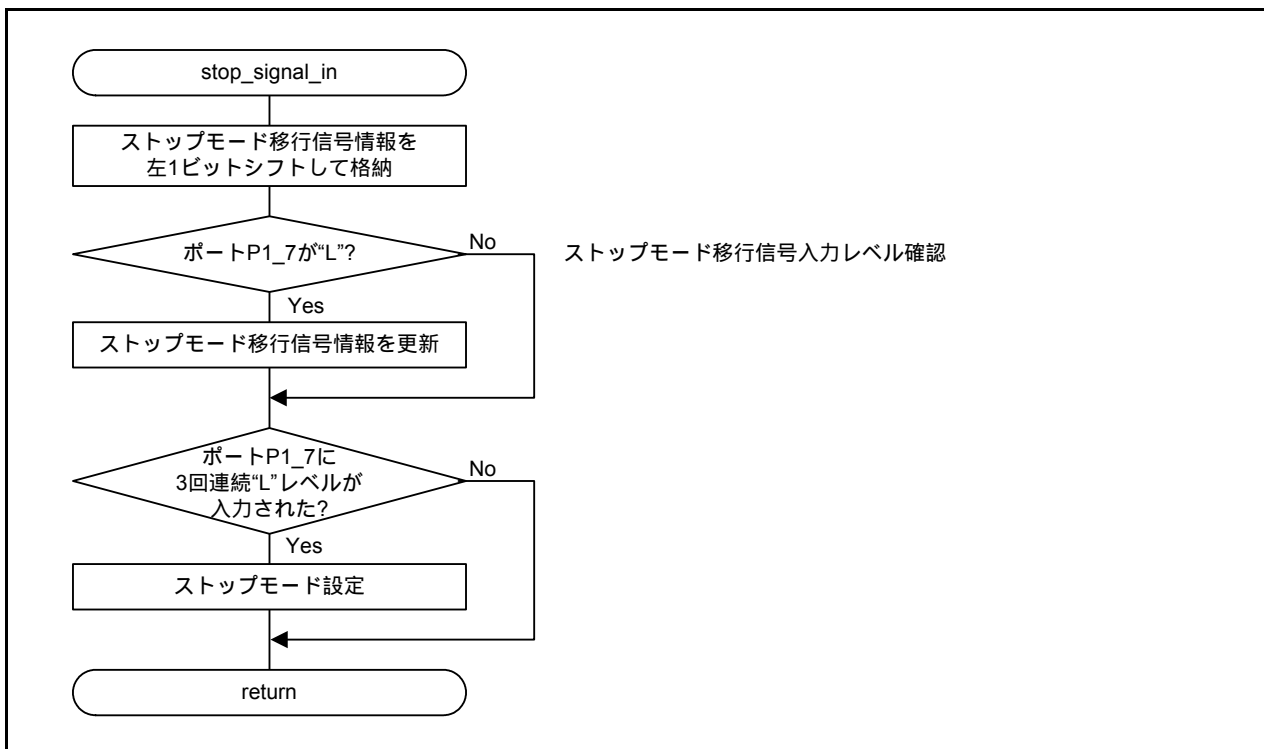 stop_signal_in
ストップモード移行信号情報を
左1ビットシフトして格納
ポートP1_7が“L”?
No
ストップモード移行信号入力レベル確認
Yes
ストップモード移行信号情報を更新
ポートP1_7に
3回連続“L”レベルが
入力された?
No
Yes
ストップモード設定
return